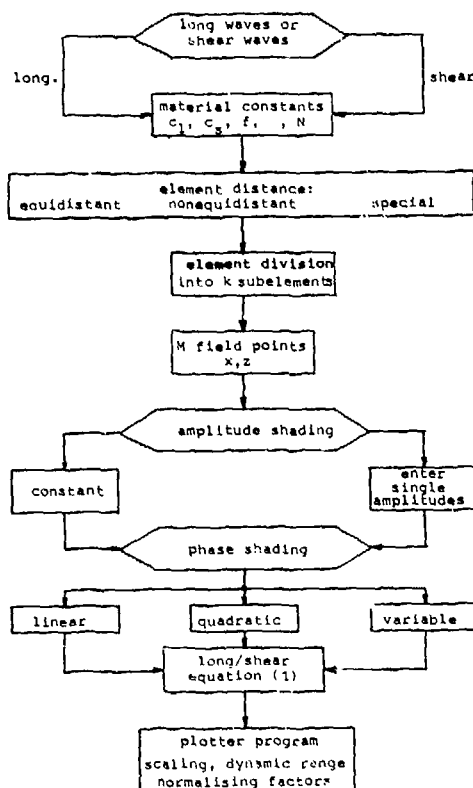 long waves or
shear waves
long.
shear
material constants
c₁, c_s, f, , N
element distance:
equidistant nonequidistant special
element division
into k subelements
M field points
x,z
amplitude shading
constant
enter
single
amplitudes
phase shading
linear
quadratic
variable
long/shear
equation (1)
plotter program
scaling, dynamic range
normalising factors